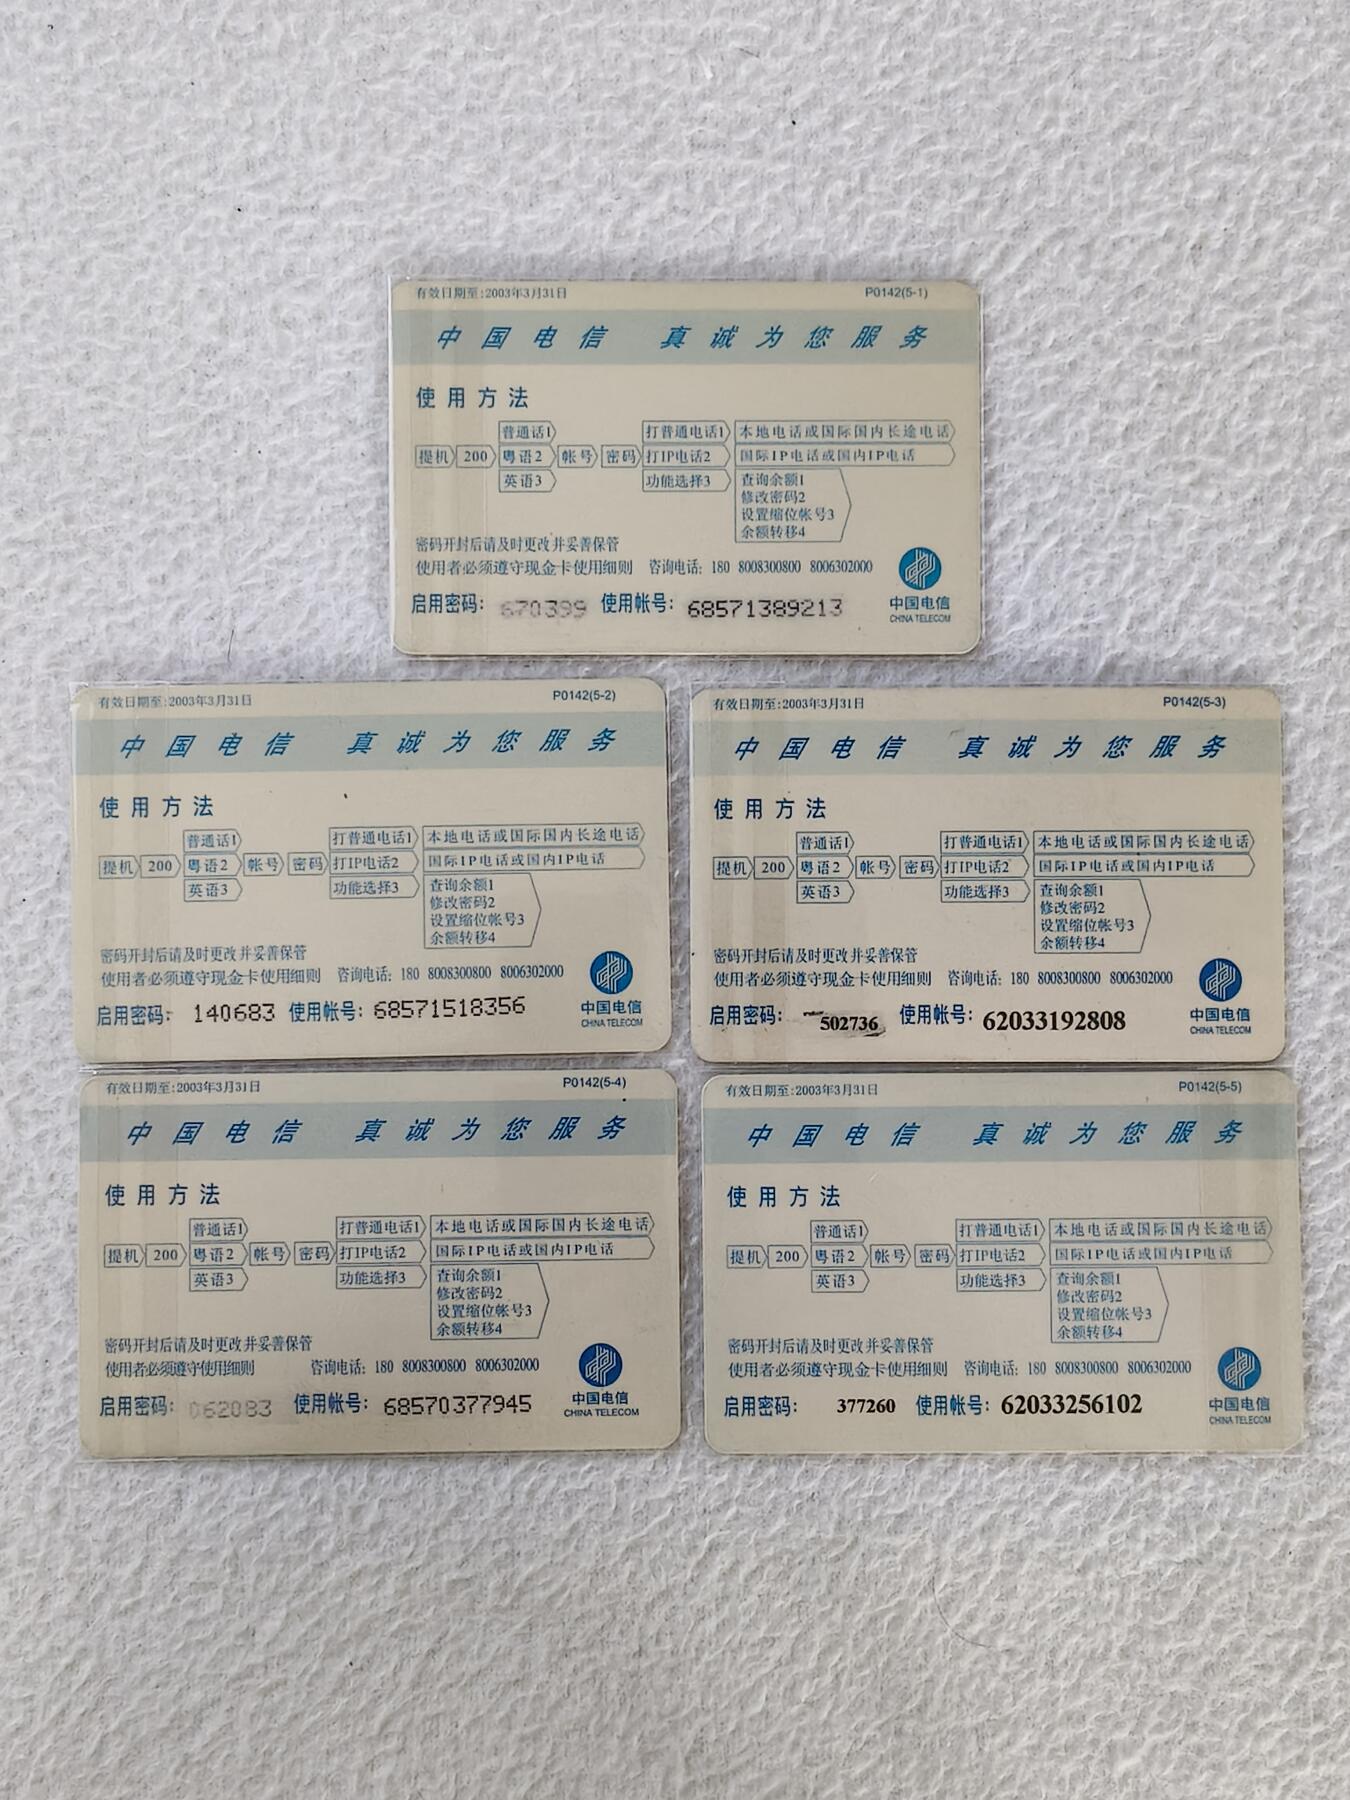 有效日期至:2003年3月31日 P0142(5-1)
中国电信 真诚为您服务
使用方法
普通话1 打普通电话1 本地电话或国际国内长途电话
提机 200 粤语2 帐号 密码 打IP电话2 国际IP电话或国内IP电话
英语3 功能选择3 查询余额1
修改密码2
设置缩位帐号3
余额转移4
密码开封后请及时更改并妥善保管
使用者必须遵守现金卡使用细则 咨询电话: 180 8008300800 8006302000
启用密码: 670399 使用帐号: 68571389213
中国电信
CHINA TELECOM
有效日期至:2003年3月31日 P0142(5-2)
中国电信 真诚为您服务
使用方法
普通话1 打普通电话1 本地电话或国际国内长途电话
提机 200 粤语2 帐号 密码 打IP电话2 国际IP电话或国内IP电话
英语3 功能选择3 查询余额1
修改密码2
设置缩位帐号3
余额转移4
密码开封后请及时更改并妥善保管
使用者必须遵守现金卡使用细则 咨询电话: 180 8008300800 8006302000
启用密码: 140683 使用帐号: 68571518356
中国电信
CHINA TELECOM
有效日期至:2003年3月31日 P0142(5-3)
中国电信 真诚为您服务
使用方法
普通话1 打普通电话1 本地电话或国际国内长途电话
提机 200 粤语2 帐号 密码 打IP电话2 国际IP电话或国内IP电话
英语3 功能选择3 查询余额1
修改密码2
设置缩位帐号3
余额转移4
密码开封后请及时更改并妥善保管
使用者必须遵守现金卡使用细则 咨询电话: 180 8008300800 8006302000
启用密码: 502736 使用帐号: 62033192808
中国电信
CHINA TELECOM
有效日期至:2003年3月31日 P0142(5-4)
中国电信 真诚为您服务
使用方法
普通话1 打普通电话1 本地电话或国际国内长途电话
提机 200 粤语2 帐号 密码 打IP电话2 国际IP电话或国内IP电话
英语3 功能选择3 查询余额1
修改密码2
设置缩位帐号3
余额转移4
密码开封后请及时更改并妥善保管
使用者必须遵守使用细则 咨询电话: 180 8008300800 8006302000
启用密码: 062083 使用帐号: 68570377945
中国电信
CHINA TELECOM
有效日期至:2003年3月31日 P0142(5-5)
中国电信 真诚为您服务
使用方法
普通话1 打普通电话1 本地电话或国际国内长途电话
提机 200 粤语2 帐号 密码 打IP电话2 国际IP电话或国内IP电话
英语3 功能选择3 查询余额1
修改密码2
设置缩位帐号3
余额转移4
密码开封后请及时更改并妥善保管
使用者必须遵守现金卡使用细则 咨询电话: 180 8008300800 8006302000
启用密码: 377260 使用帐号: 62033256102
中国电信
CHINA TELECOM